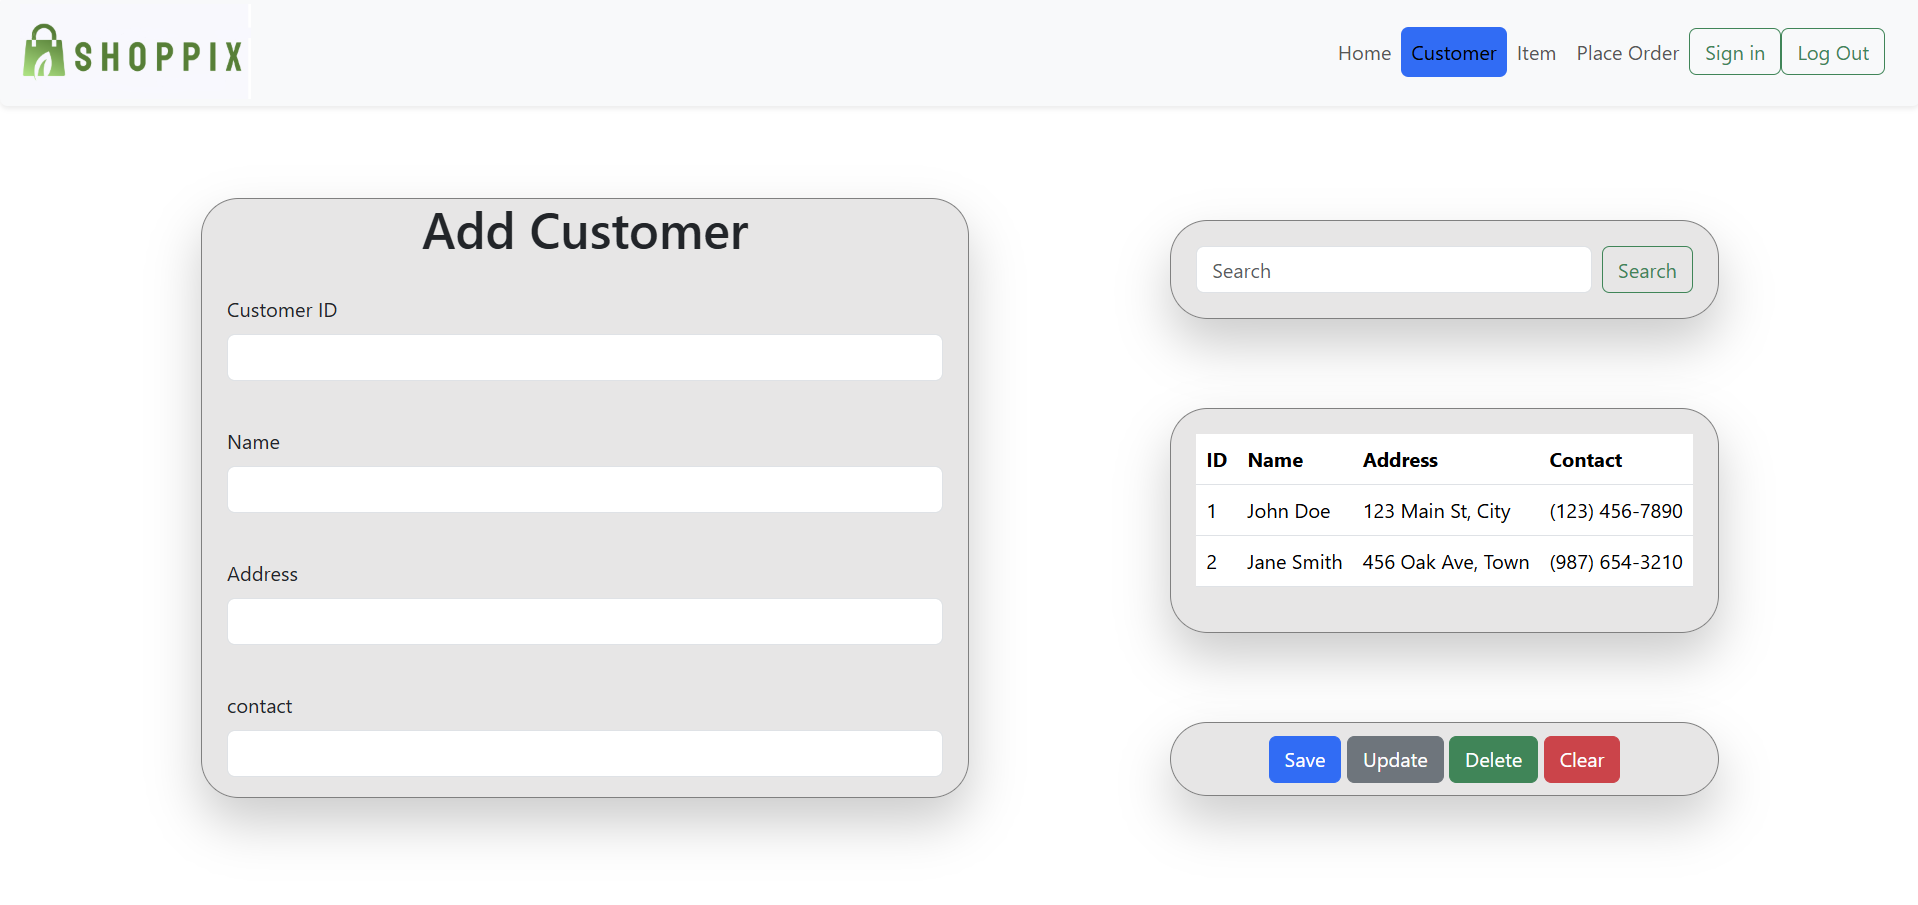 SHOPPIX
Home Customer Item Place Order Sign in Log Out
Add Customer
Customer ID
Name
Address
contact
Search Search
ID Name Address Contact
1 John Doe 123 Main St, City (123) 456-7890
2 Jane Smith 456 Oak Ave, Town (987) 654-3210
Save Update Delete Clear